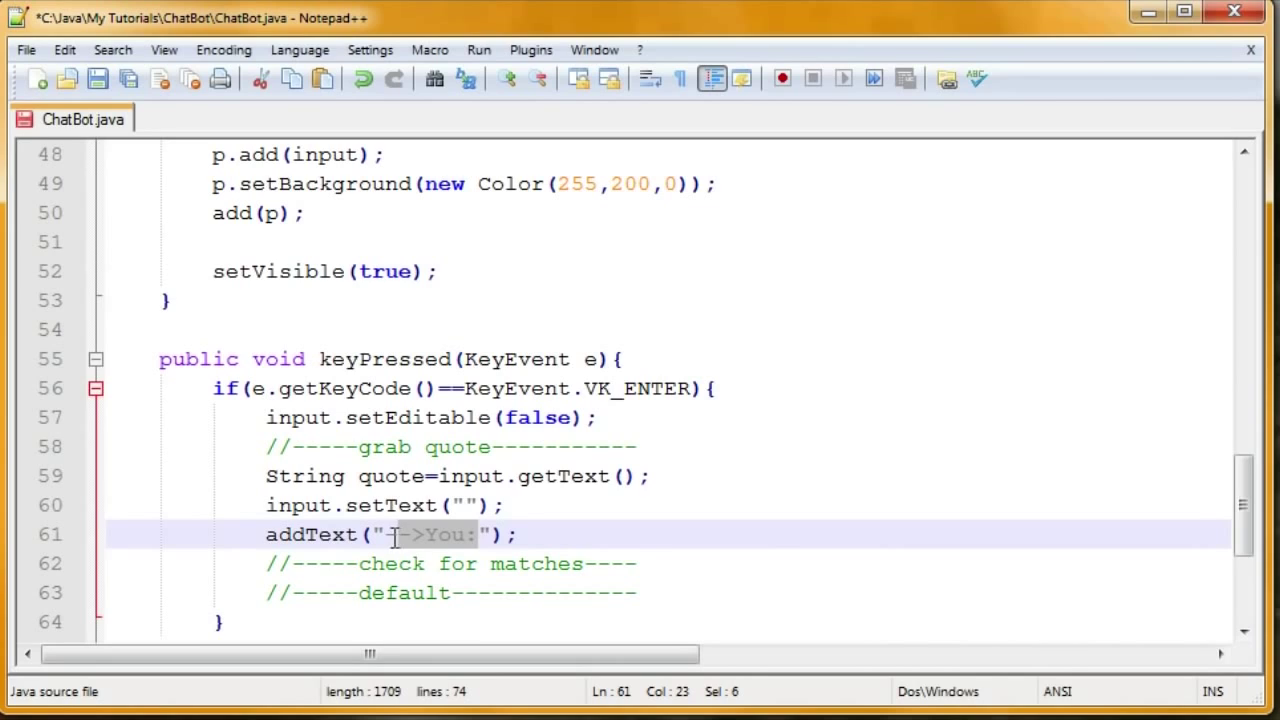 *C:\Java\My Tutorials\ChatBot\ChatBot.java - Notepad++
File Edit Search View Encoding Language Settings Macro Run Plugins Window ? X
ChatBot.java
48 p.add(input);
49 p.setBackground(new Color(255,200,0));
50 add(p);
51
52 setVisible(true);
53 }
54
55 public void keyPressed(KeyEvent e){
56 if(e.getKeyCode()==KeyEvent.VK_ENTER){
57 input.setEditable(false);
58 //-----grab quote-----------
59 String quote=input.getText();
60 input.setText("");
61 addText("-->You:");
62 //-----check for matches----
63 //-----default--------------
64 }
Java source file length : 1709 lines : 74 Ln : 61 Col : 23 Sel : 6 Dos\Windows ANSI INS